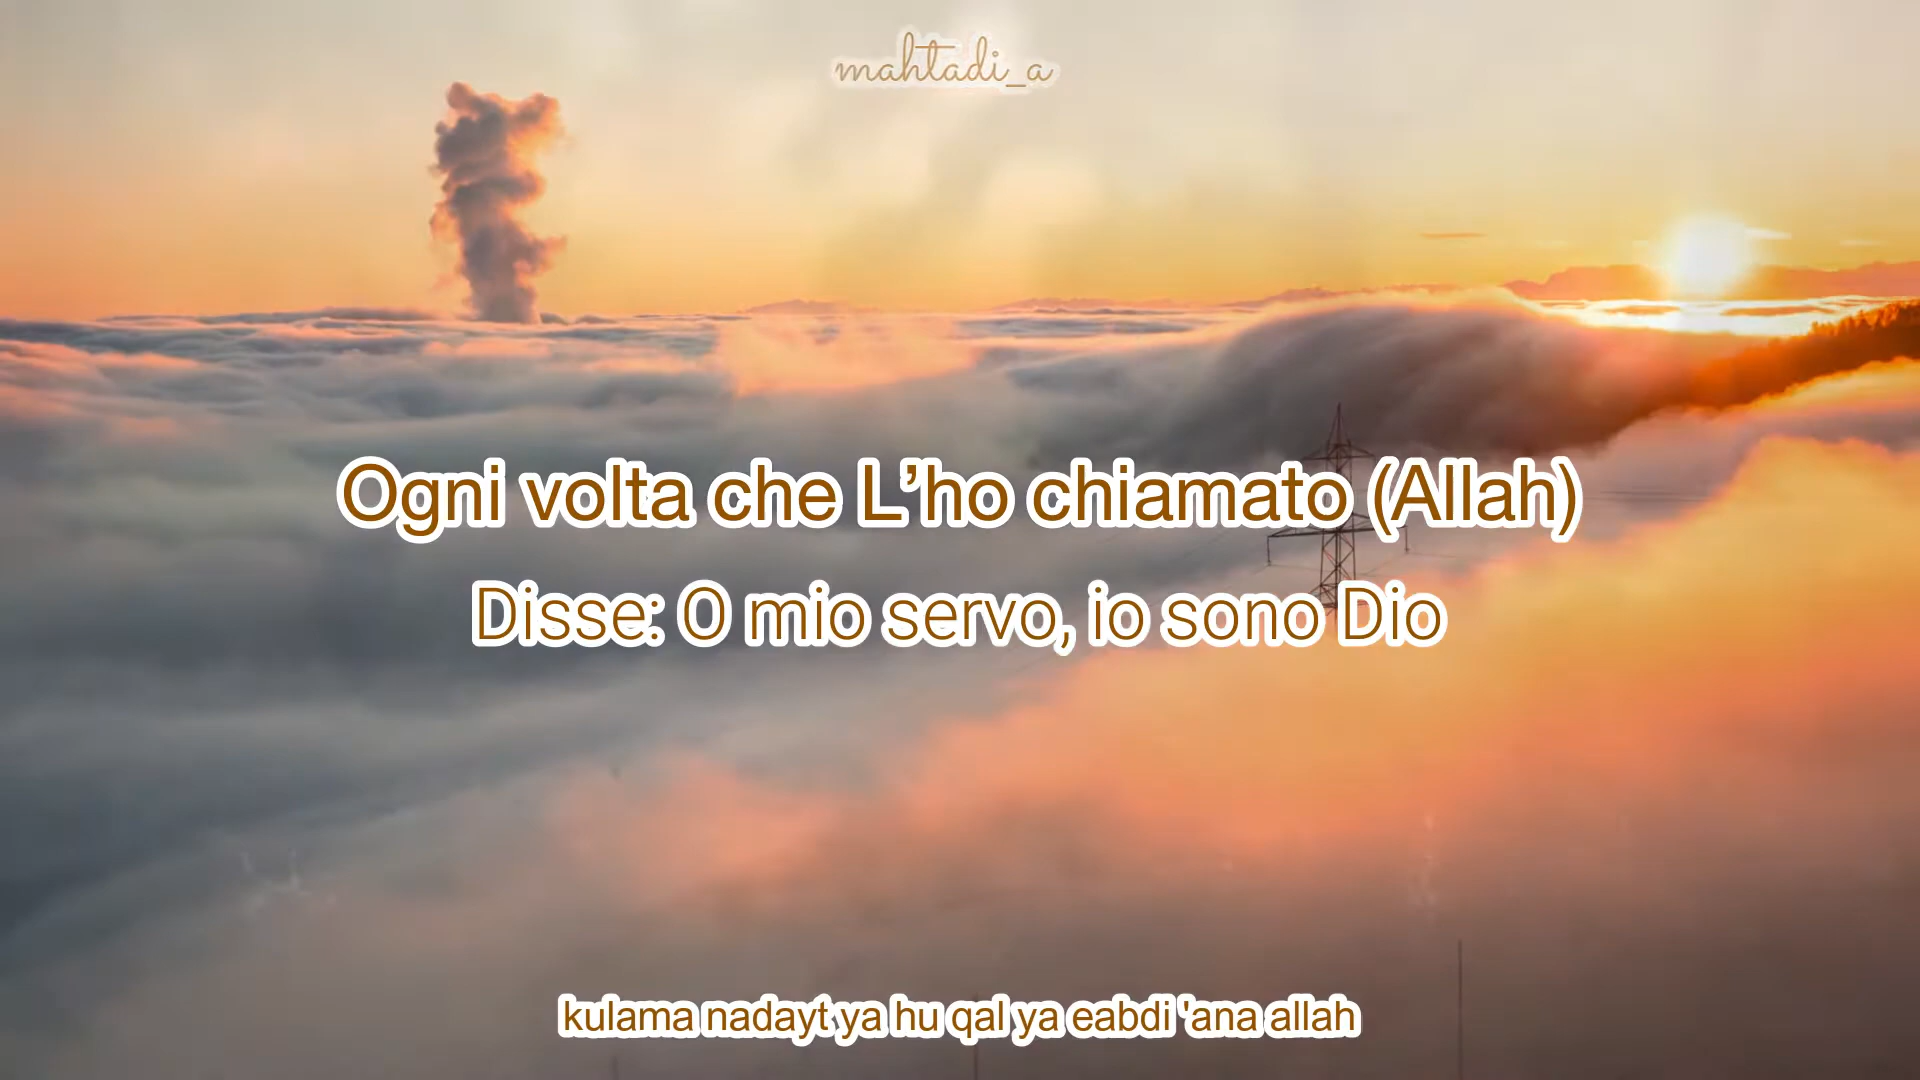 mahtadi_a
Ogni volta che L’ho chiamato (Allah)
Disse: O mio servo, io sono Dio
kulama nadayt ya hu qal ya eabdi 'ana allah